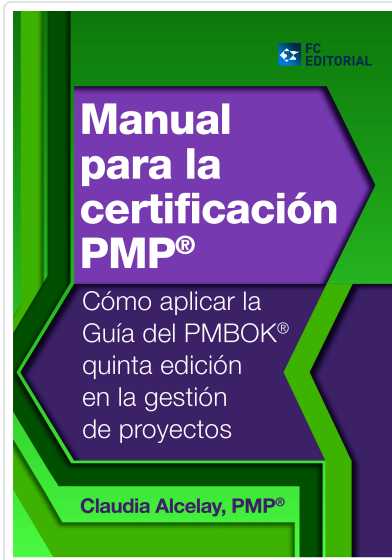 FC
EDITORIAL
Manual
para la
certificación
PMP®
Cómo aplicar la
Guía del PMBOK®
quinta edición
en la gestión
de proyectos
Claudia Alcelay, PMP®